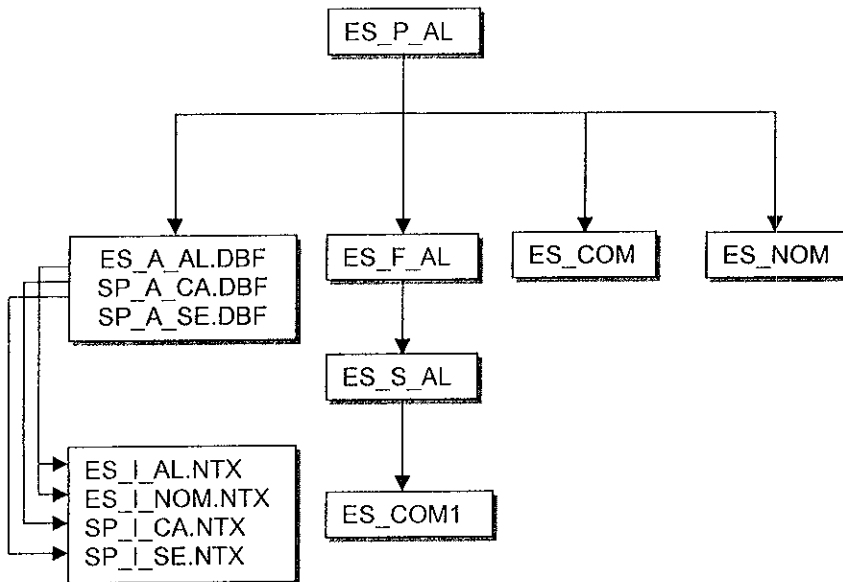 ES_P_AL
ES_A_AL.DBF
SP_A_CA.DBF
SP_A_SE.DBF
ES_F_AL
ES_COM
ES_NOM
ES_S_AL
ES_I_AL.NTX
ES_I_NOM.NTX
SP_I_CA.NTX
SP_I_SE.NTX
ES_COM1